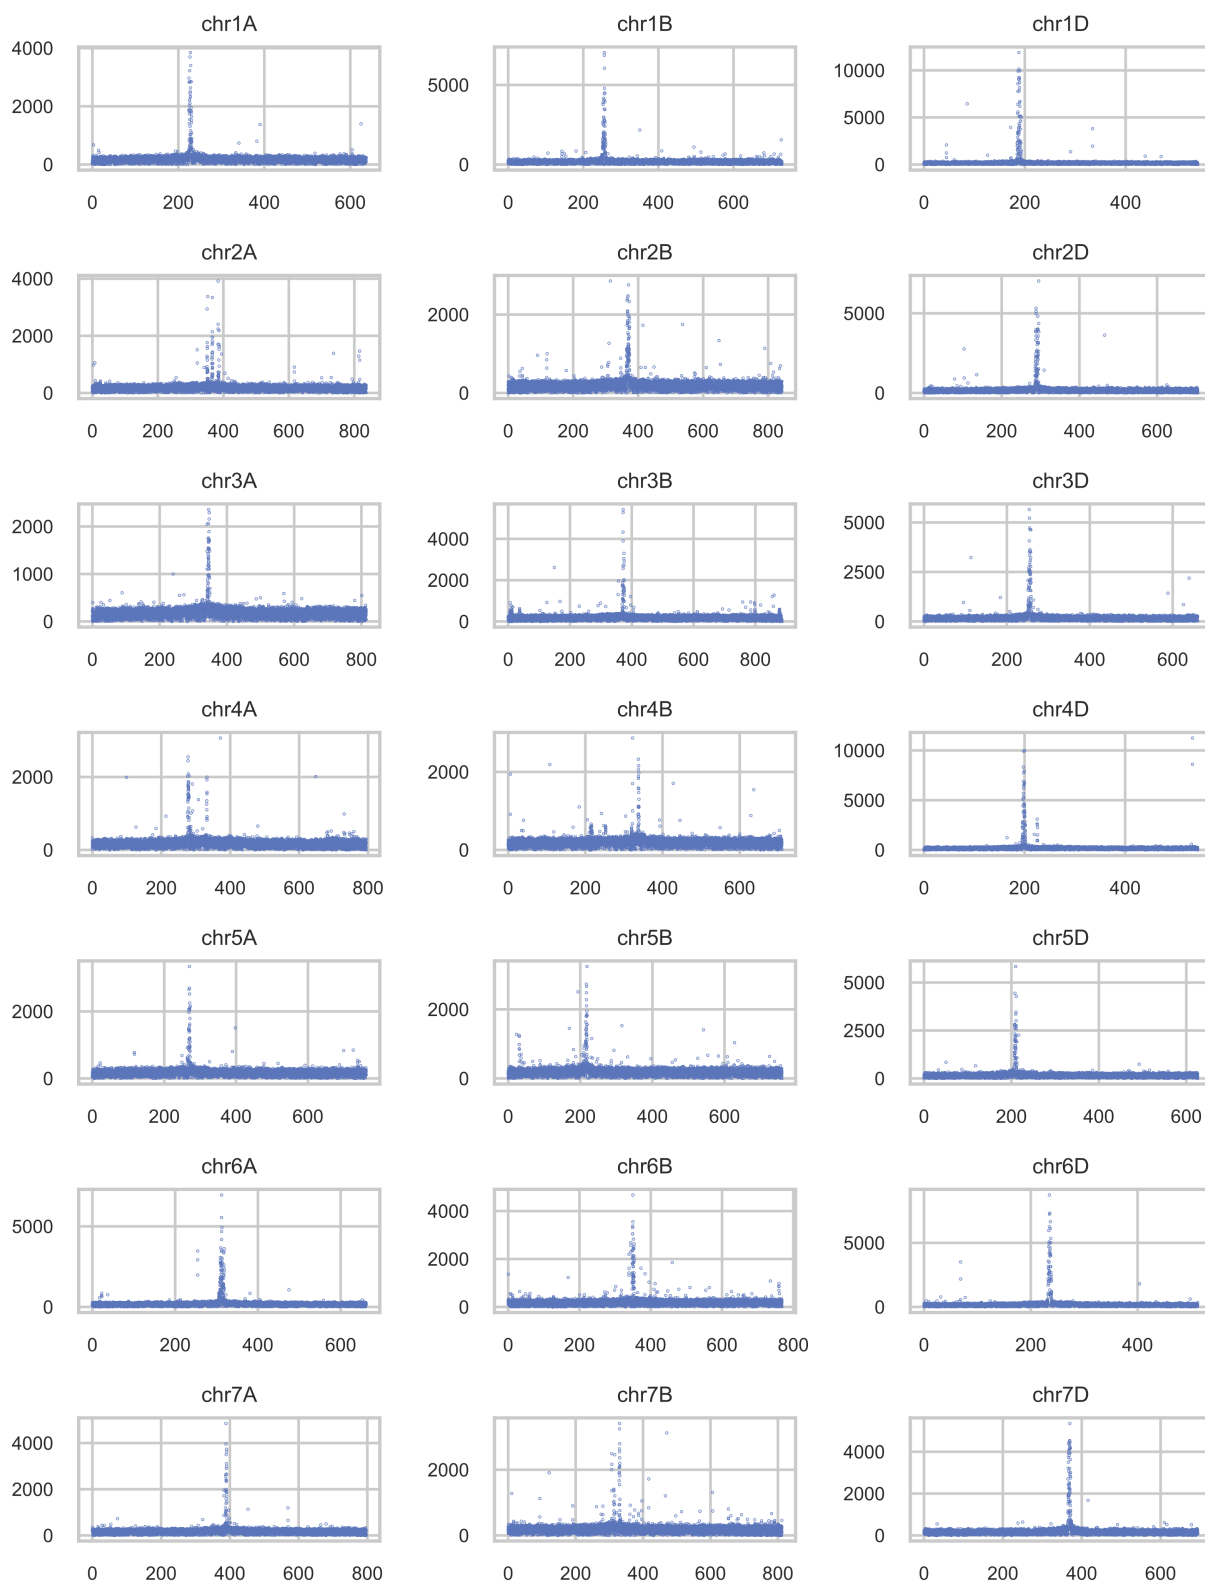 chr1A chr1B chr1D
4000 5000 10000
2000 5000
0 0 0
0 200 400 600 0 200 400 600 0 200 400
chr2A chr2B chr2D
4000 2000 5000
2000
0 0 0
0 200 400 600 800 0 200 400 600 800 0 200 400 600
chr3A chr3B chr3D
2000 4000 5000
1000 2000 2500
0 0 0
0 200 400 600 800 0 200 400 600 800 0 200 400 600
chr4A chr4B chr4D
2000 2000 10000
5000
0 0 0
0 200 400 600 800 0 200 400 600 0 200 400
chr5A chr5B chr5D
2000 2000 5000
2500
0 0 0
0 200 400 600 0 200 400 600 0 200 400 600
chr6A chr6B chr6D
5000 4000 5000
2000
0 0 0
0 200 400 600 0 200 400 600 800 0 200 400
chr7A chr7B chr7D
4000 2000 4000
2000 2000
0 0 0
0 200 400 600 800 0 200 400 600 800 0 200 400 600